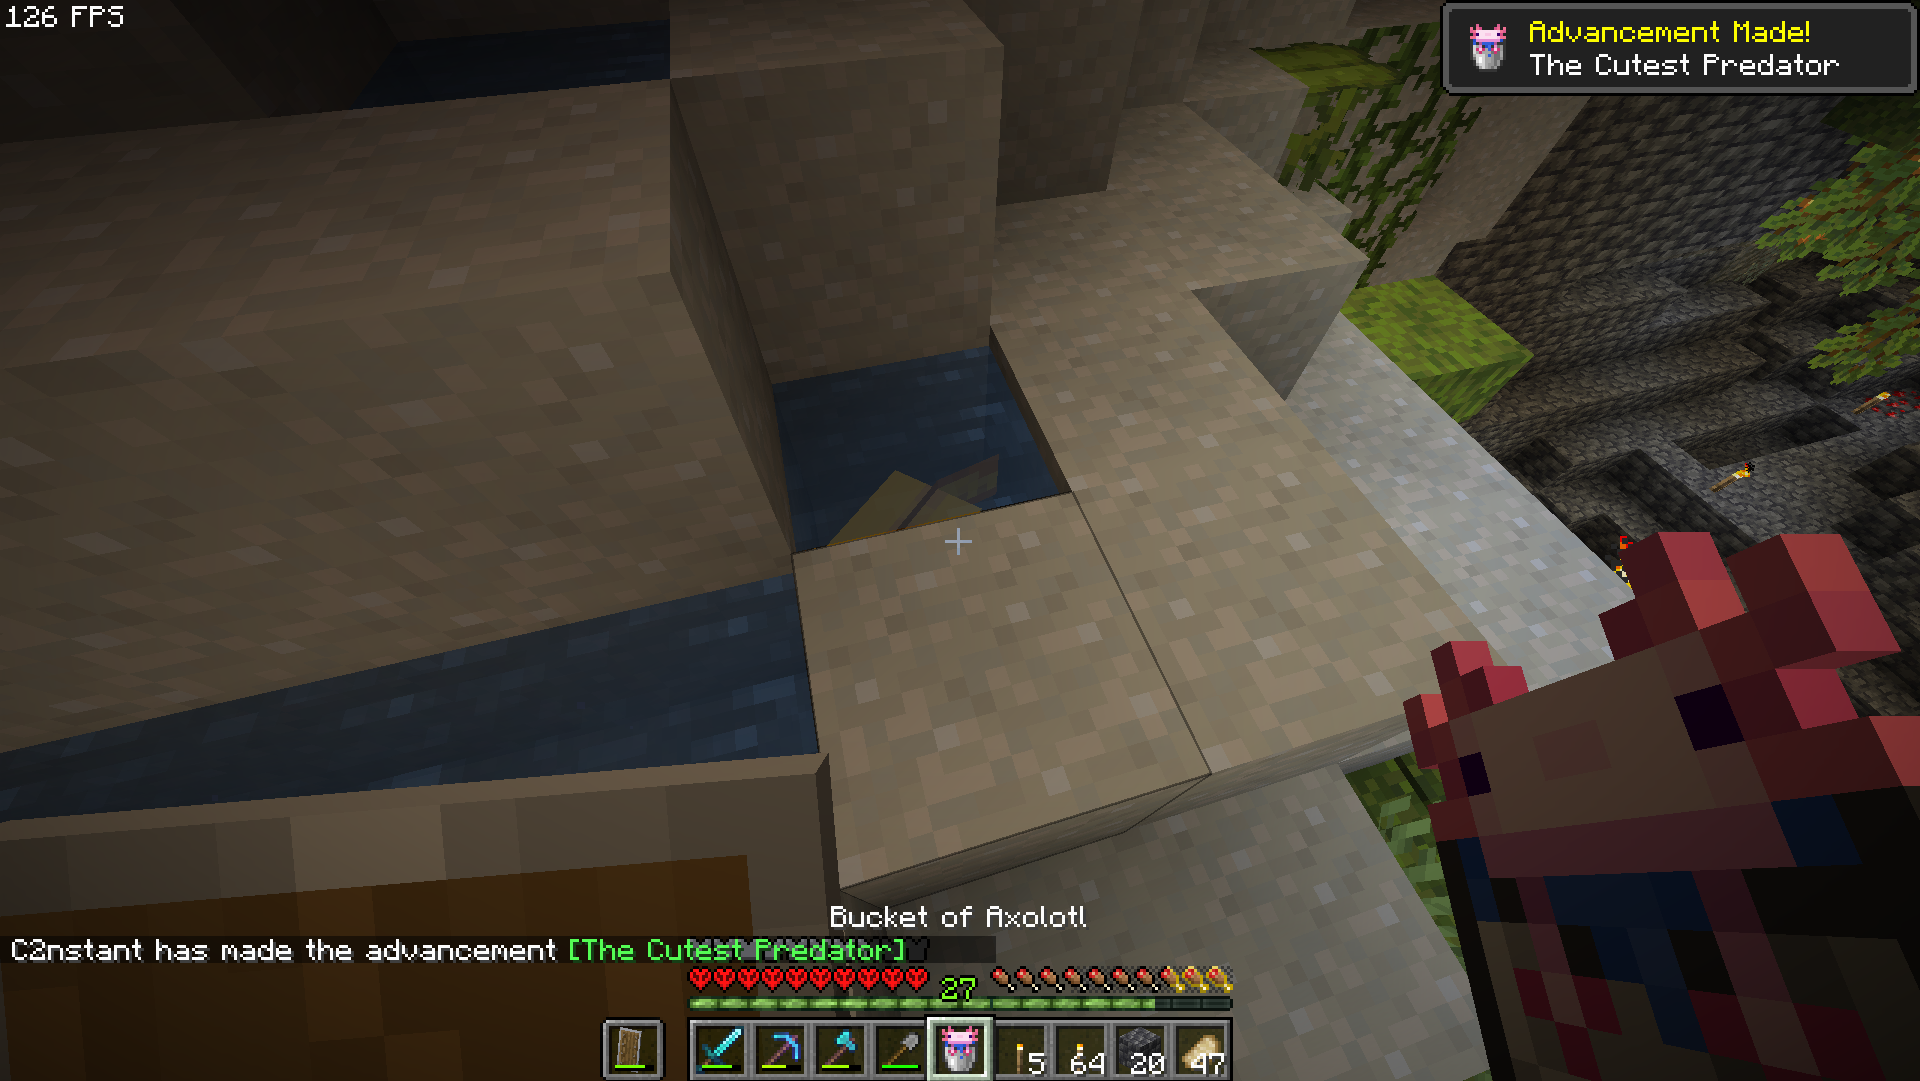 126 FPS
Advancement Made!
The Cutest Predator
Bucket of Axolotl
C2nstant has made the advancement [The Cutest Predator]
27
5
64
20
47